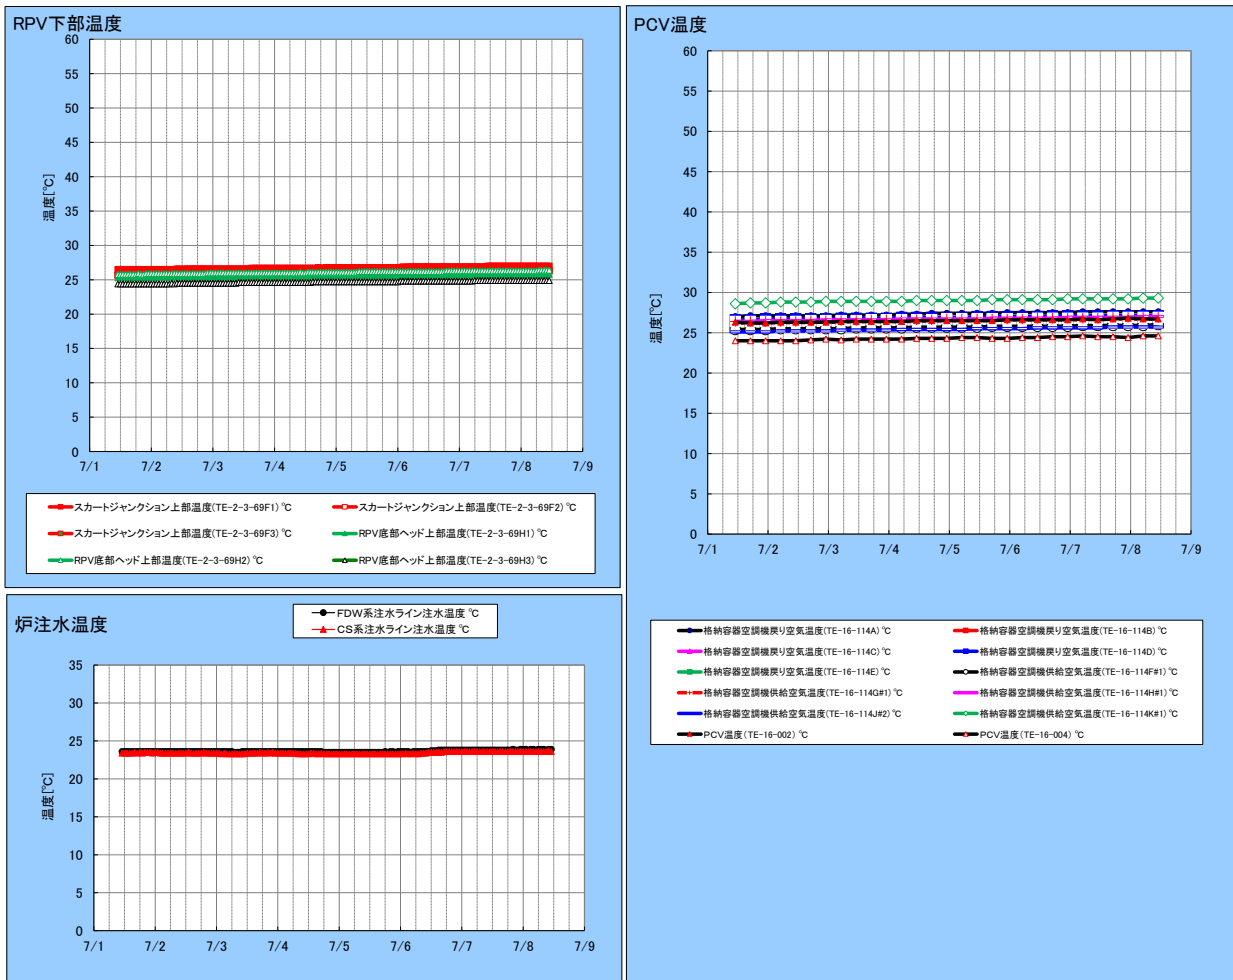 RPV下部温度
60
55
50
45
40
35
30
25
20
15
10
5
0
温度[℃]
7/1 7/2 7/3 7/4 7/5 7/6 7/7 7/8 7/9
スカートジャンクション上部温度(TE-2-3-69F1) ℃ スカートジャンクション上部温度(TE-2-3-69F2) ℃
スカートジャンクション上部温度(TE-2-3-69F3) ℃ RPV底部ヘッド上部温度(TE-2-3-69H1) ℃
RPV底部ヘッド上部温度(TE-2-3-69H2) ℃ RPV底部ヘッド上部温度(TE-2-3-69H3) ℃
炉注水温度
FDW系注水ライン注水温度 ℃
CS系注水ライン注水温度 ℃
35
30
25
20
15
10
5
0
温度[℃]
7/1 7/2 7/3 7/4 7/5 7/6 7/7 7/8 7/9
PCV温度
60
55
50
45
40
35
30
25
20
15
10
5
0
温度[℃]
7/1 7/2 7/3 7/4 7/5 7/6 7/7 7/8 7/9
格納容器空調機戻り空気温度(TE-16-114A) ℃ 格納容器空調機戻り空気温度(TE-16-114B) ℃
格納容器空調機戻り空気温度(TE-16-114C) ℃ 格納容器空調機戻り空気温度(TE-16-114D) ℃
格納容器空調機戻り空気温度(TE-16-114E) ℃ 格納容器空調機供給空気温度(TE-16-114F#1) ℃
格納容器空調機供給空気温度(TE-16-114G#1) ℃ 格納容器空調機供給空気温度(TE-16-114H#1) ℃
格納容器空調機供給空気温度(TE-16-114J#2) ℃ 格納容器空調機供給空気温度(TE-16-114K#1) ℃
PCV温度(TE-16-002) ℃ PCV温度(TE-16-004) ℃